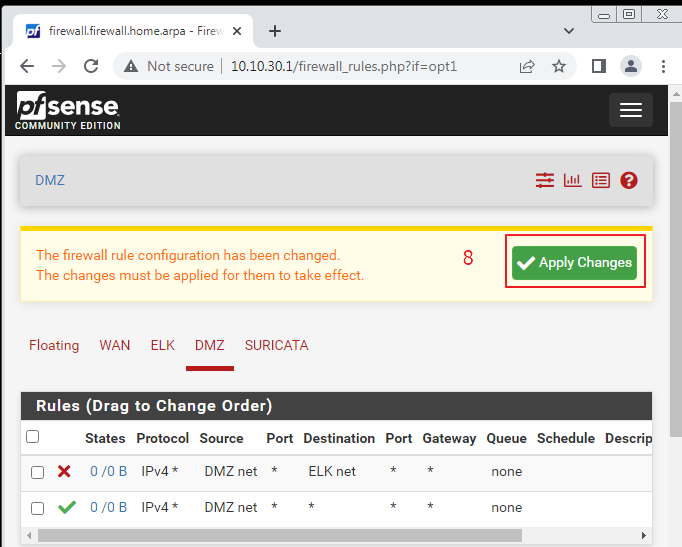 firewall.firewall.home.arpa - Firew
Not secure 10.10.30.1/firewall_rules.php?if=opt1
pfsense
COMMUNITY EDITION
DMZ
The firewall rule configuration has been changed.
The changes must be applied for them to take effect.
8
Apply Changes
Floating WAN ELK DMZ SURICATA
Rules (Drag to Change Order)
States Protocol Source Port Destination Port Gateway Queue Schedule Descrip
0 /0 B IPv4 * DMZ net * ELK net * * none
0 /0 B IPv4 * DMZ net * * * * none